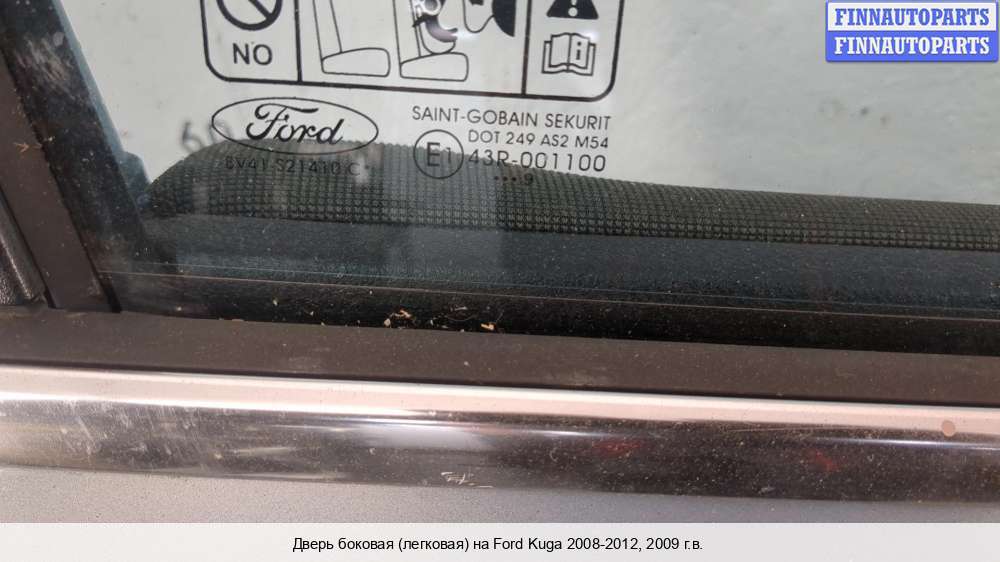 FINNAUTOPARTS
FINNAUTOPARTS
NO
Ford
SAINT-GOBAIN SEKURIT
DOT 249 AS2 M54
E1 43R-001100
8V41-S21410-C
••• 9
Дверь боковая (легковая) на Ford Kuga 2008-2012, 2009 г.в.